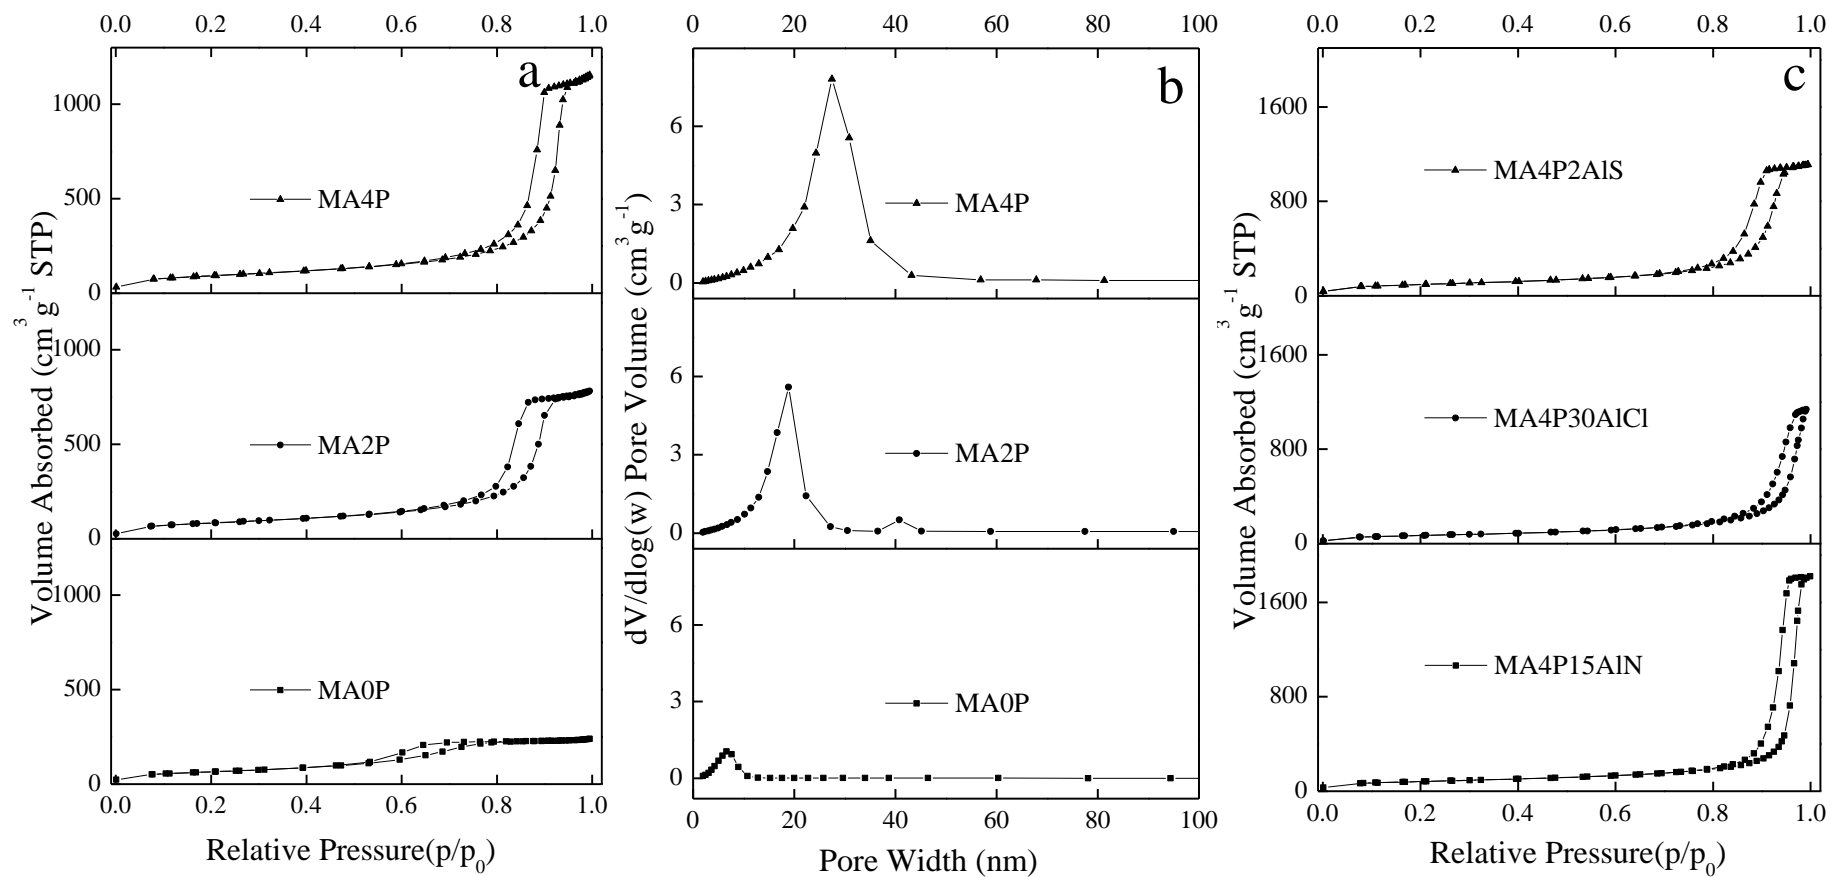 0.0 0.2 0.4 0.6 0.8 1.0
a
1000
500
0
MA4P
1000
500
0
MA2P
1000
500
0
MA0P
0.0 0.2 0.4 0.6 0.8 1.0
Volume Absorbed (cm³ g⁻¹ STP)
Relative Pressure(p/p₀)
0 20 40 60 80 100
b
6
3
0
MA4P
6
3
0
MA2P
6
3
0
MA0P
0 20 40 60 80 100
dV/dlog(w) Pore Volume (cm³g⁻¹)
Pore Width (nm)
0.0 0.2 0.4 0.6 0.8 1.0
c
1600
800
0
MA4P2AlS
1600
800
0
MA4P30AlCl
1600
800
0
MA4P15AlN
0.0 0.2 0.4 0.6 0.8 1.0
Volume Absorbed (cm³ g⁻¹ STP)
Relative Pressure(p/p₀)